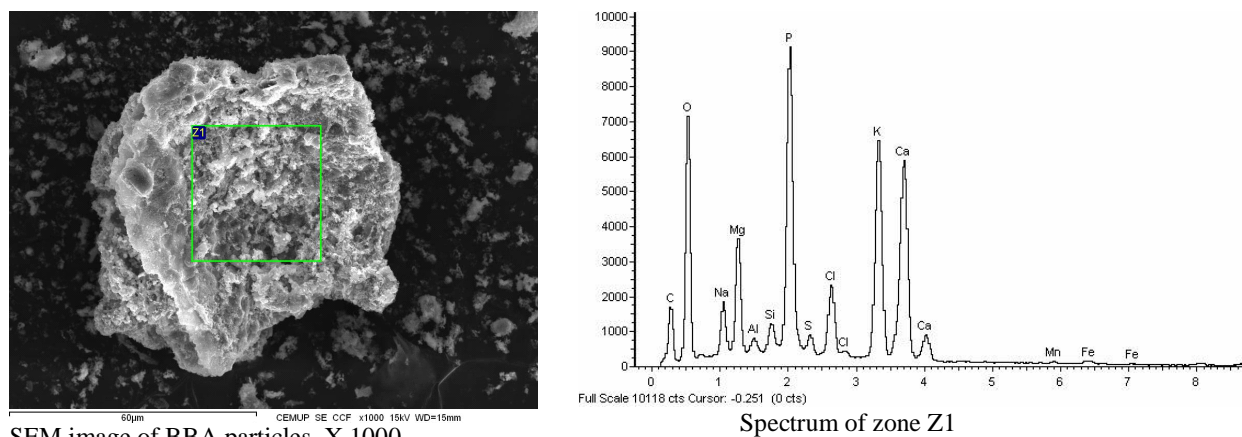 Z1
60µm
CEMUP SE CCF x1000 15kV WD=15mm
SEM image of BBA particles X 1000
10000
9000
8000
7000
6000
5000
4000
3000
2000
1000
0
C
O
Na
Mg
Al
Si
P
S
Cl
Cl
K
Ca
Ca
Mn
Fe
Fe
0 1 2 3 4 5 6 7 8
Full Scale 10118 cts Cursor: -0.251 (0 cts)
Spectrum of zone Z1